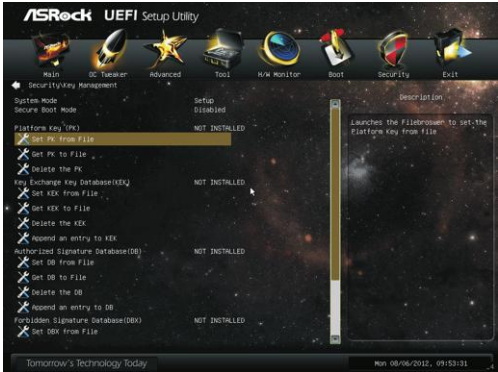 ASRock UEFI Setup Utility
Main OC Tweaker Advanced Tool H/W Monitor Boot Security Exit
Security\Key Management
Description
System Mode Setup
Secure Boot Mode Disabled
Launches the Filebrowser to set the
Platform Key from file
Platform Key (PK) NOT INSTALLED
Set PK from File
Get PK to File
Delete the PK
Key Exchange Key Database(KEK) NOT INSTALLED
Set KEK from File
Get KEK to File
Delete the KEK
Append an entry to KEK
Authorized Signature Database(DB) NOT INSTALLED
Set DB from File
Get DB to File
Delete the DB
Append an entry to DB
Forbidden Signature Database(DBX) NOT INSTALLED
Set DBX from File
Tomorrow's Technology Today
Mon 08/06/2012, 09:53:31